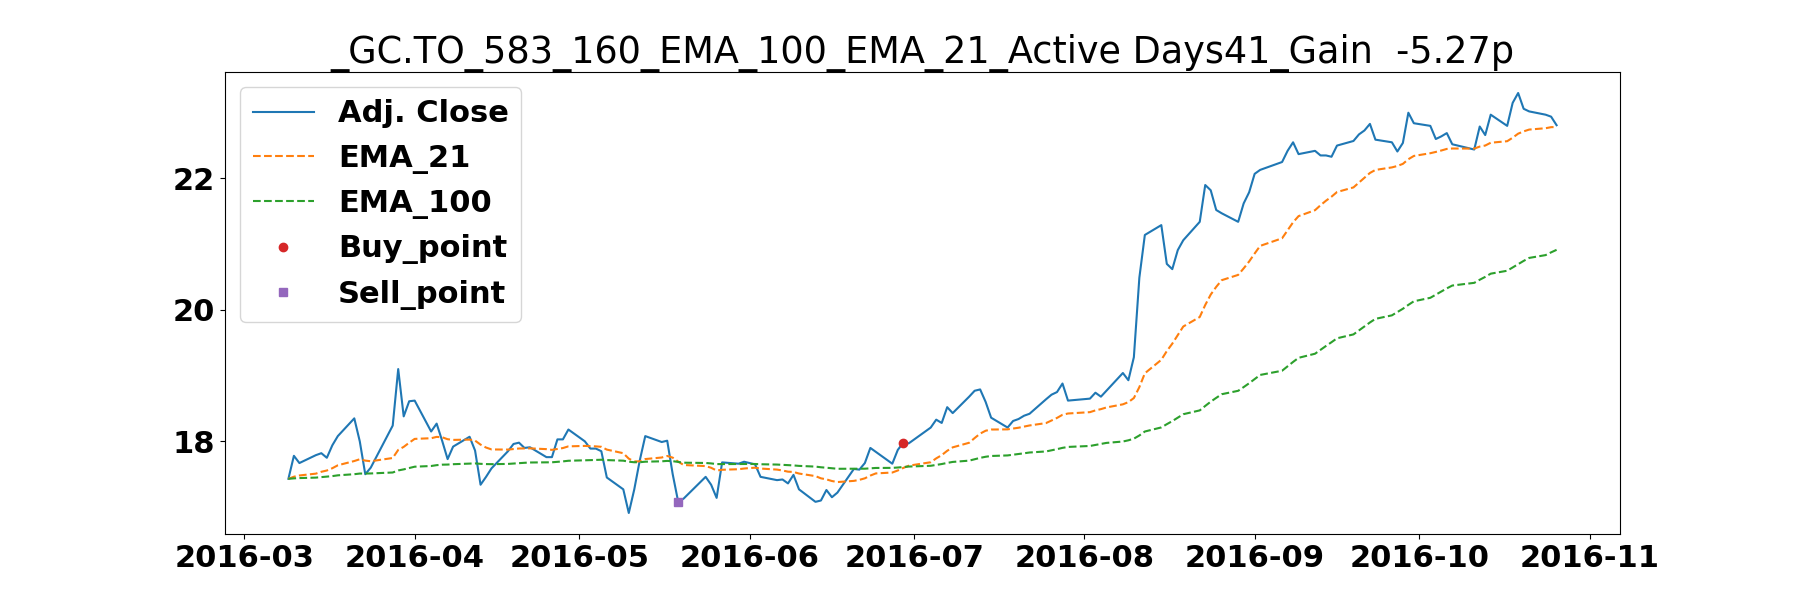 _GC.TO_583_160_EMA_100_EMA_21_Active Days41_Gain  -5.27p
Adj. Close
EMA_21
EMA_100
Buy_point
Sell_point
22
20
18
2016-03 2016-04 2016-05 2016-06 2016-07 2016-08 2016-09 2016-10 2016-11